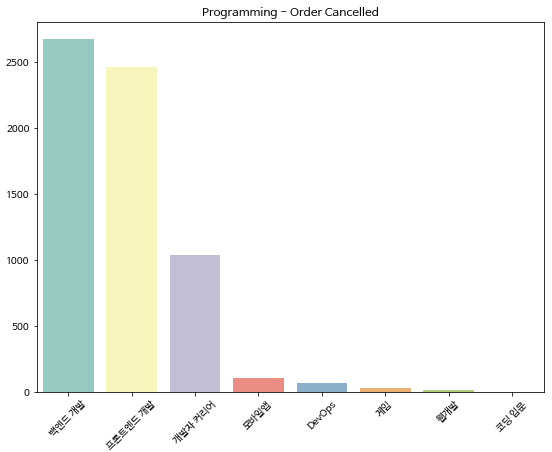 Programming - Order Cancelled
2500
2000
1500
1000
500
0
백엔드 개발
프론트엔드 개발
개발자 커리어
모바일앱
DevOps
게임
웹개발
코딩 입문